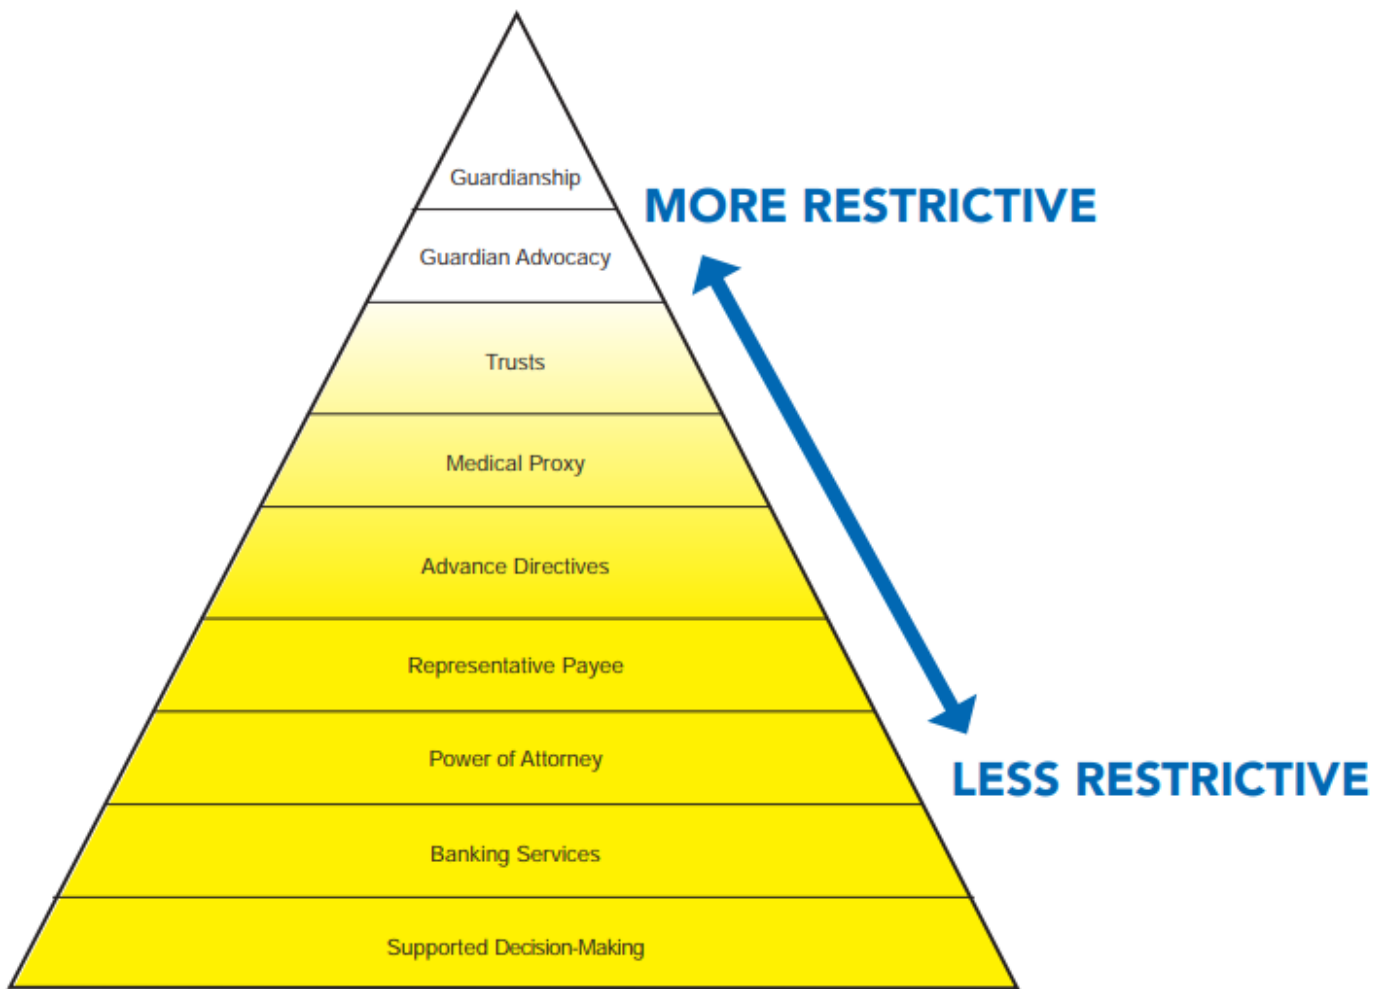 Guardianship
MORE RESTRICTIVE
Guardian Advocacy
Trusts
Medical Proxy
Advance Directives
Representative Payee
Power of Attorney
LESS RESTRICTIVE
Banking Services
Supported Decision-Making